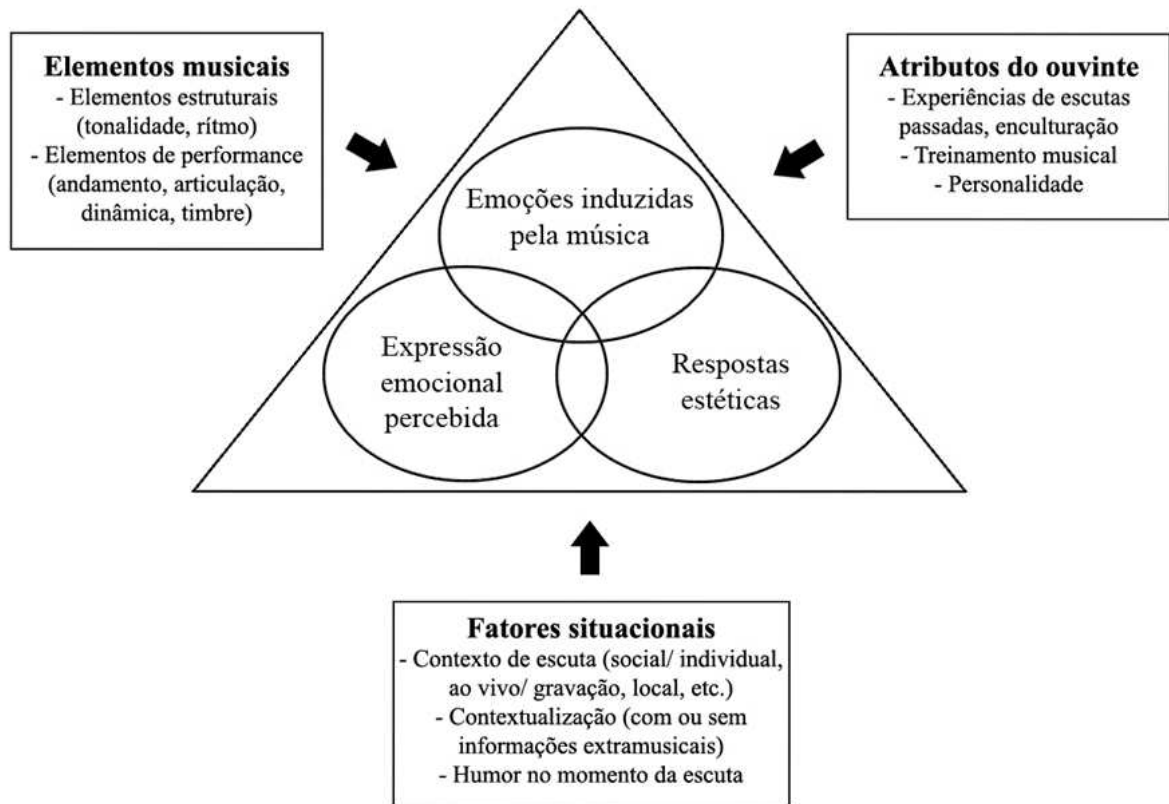 Elementos musicais
- Elementos estruturais
(tonalidade, rítmo)
- Elementos de performance
(andamento, articulação,
dinâmica, timbre)
Atributos do ouvinte
- Experiências de escutas
passadas, enculturação
- Treinamento musical
- Personalidade
Emoções induzidas
pela música
Expressão
emocional
percebida
Respostas
estéticas
Fatores situacionais
- Contexto de escuta (social/ individual,
ao vivo/ gravação, local, etc.)
- Contextualização (com ou sem
informações extramusicais)
- Humor no momento da escuta